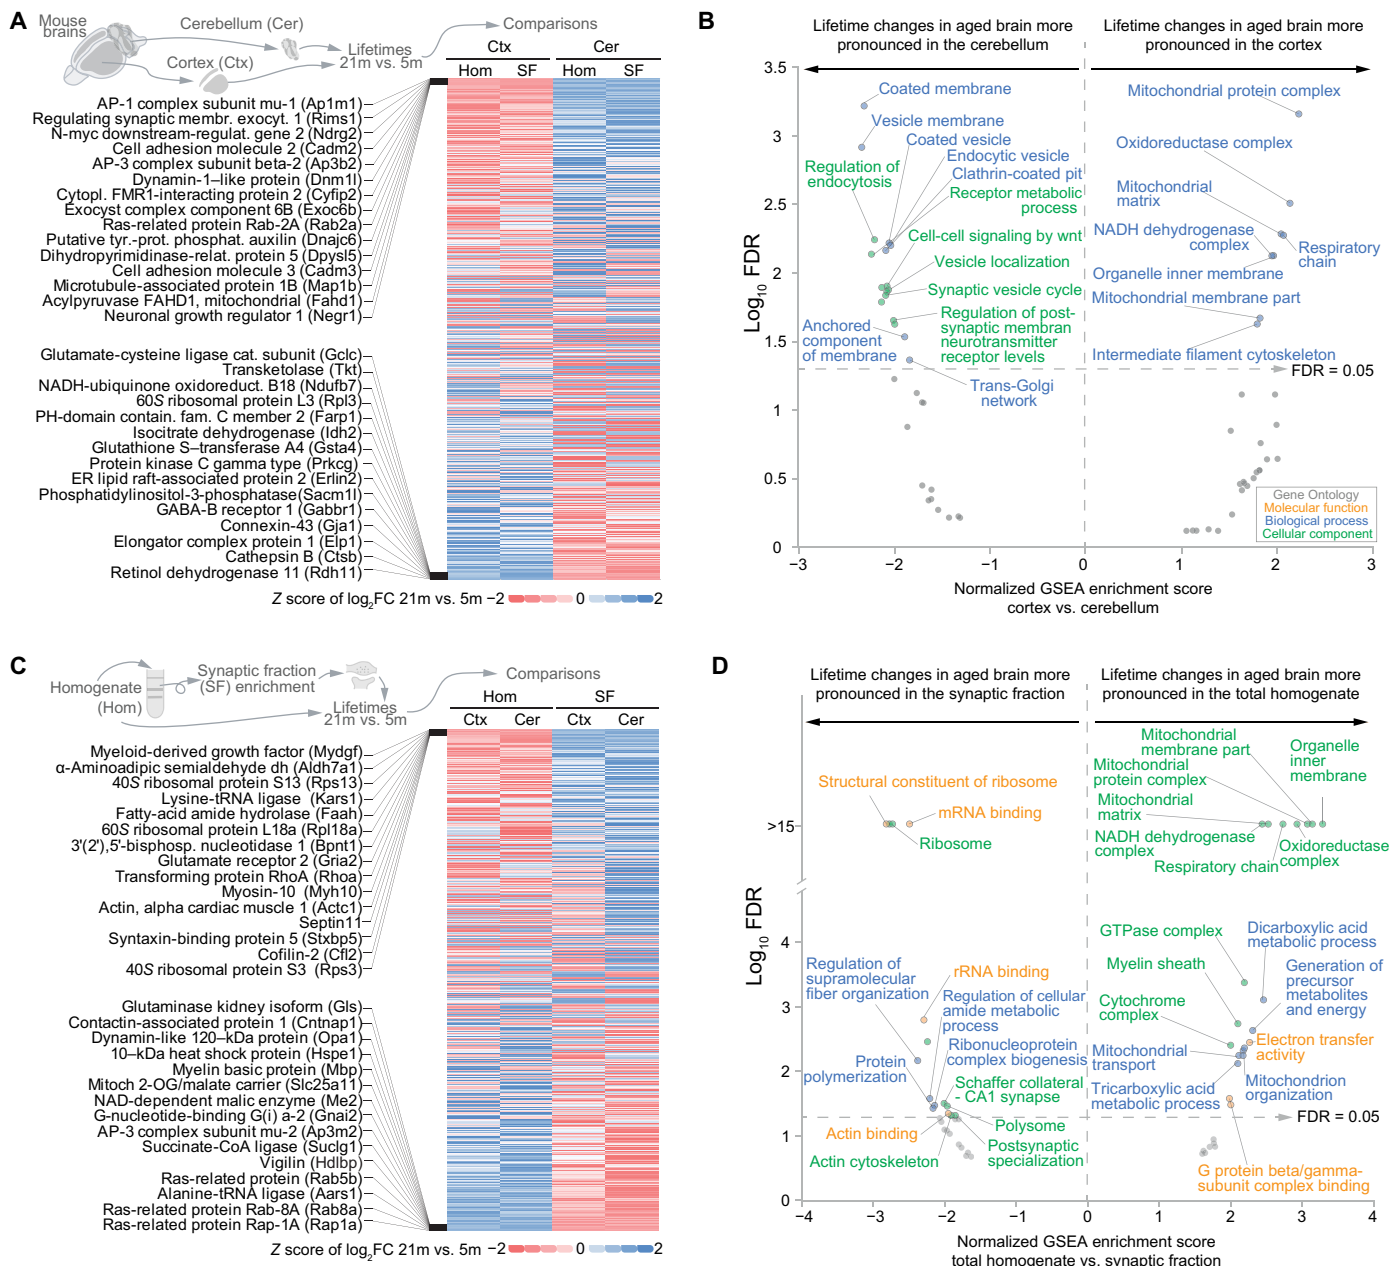 A
Mouse
brains
Cerebellum (Cer)
Cortex (Ctx)
Lifetimes
21m vs. 5m
Comparisons
Ctx
Cer
Hom
SF
Hom
SF
AP-1 complex subunit mu-1 (Ap1m1)
Regulating synaptic membr. exocyt. 1 (Rims1)
N-myc downstream-regulat. gene 2 (Ndrg2)
Cell adhesion molecule 2 (Cadm2)
AP-3 complex subunit beta-2 (Ap3b2)
Dynamin-1–like protein (Dnm1l)
Cytopl. FMR1-interacting protein 2 (Cyfip2)
Exocyst complex component 6B (Exoc6b)
Ras-related protein Rab-2A (Rab2a)
Putative tyr.-prot. phosphat. auxilin (Dnajc6)
Dihydropyrimidinase-relat. protein 5 (Dpysl5)
Cell adhesion molecule 3 (Cadm3)
Microtubule-associated protein 1B (Map1b)
Acylpyruvase FAHD1, mitochondrial (Fahd1)
Neuronal growth regulator 1 (Negr1)
Glutamate-cysteine ligase cat. subunit (Gclc)
Transketolase (Tkt)
NADH-ubiquinone oxidoreduct. B18 (Ndufb7)
60S ribosomal protein L3 (Rpl3)
PH-domain contain. fam. C member 2 (Farp1)
Isocitrate dehydrogenase (Idh2)
Glutathione S–transferase A4 (Gsta4)
Protein kinase C gamma type (Prkcg)
ER lipid raft-associated protein 2 (Erlin2)
Phosphatidylinositol-3-phosphatase(Sacm1l)
GABA-B receptor 1 (Gabbr1)
Connexin-43 (Gja1)
Elongator complex protein 1 (Elp1)
Cathepsin B (Ctsb)
Retinol dehydrogenase 11 (Rdh11)
Z score of log2FC 21m vs. 5m −2 0 2
B
Lifetime changes in aged brain more
pronounced in the cerebellum
Lifetime changes in aged brain more
pronounced in the cortex
Log10 FDR
3.5
3
2.5
2
1.5
1
0.5
0
Coated membrane
Vesicle membrane
Coated vesicle
Endocytic vesicle
Clathrin-coated pit
Regulation of
endocytosis
Receptor metabolic
process
Cell-cell signaling by wnt
Vesicle localization
Synaptic vesicle cycle
Regulation of post-
synaptic membran
neurotransmitter
receptor levels
Anchored
component
of membrane
Trans-Golgi
network
Mitochondrial protein complex
Oxidoreductase complex
Mitochondrial
matrix
NADH dehydrogenase
complex
Respiratory
chain
Organelle inner membrane
Mitochondrial membrane part
Intermediate filament cytoskeleton
FDR = 0.05
Gene Ontology
Molecular function
Biological process
Cellular component
−3
−2
−1
0
1
2
3
Normalized GSEA enrichment score
cortex vs. cerebellum
C
Homogenate
(Hom)
Synaptic fraction
(SF) enrichment
Lifetimes
21m vs. 5m
Comparisons
Hom
SF
Ctx
Cer
Ctx
Cer
Myeloid-derived growth factor (Mydgf)
α-Aminoadipic semialdehyde dh (Aldh7a1)
40S ribosomal protein S13 (Rps13)
Lysine-tRNA ligase (Kars1)
Fatty-acid amide hydrolase (Faah)
60S ribosomal protein L18a (Rpl18a)
3'(2'),5'-bisphosp. nucleotidase 1 (Bpnt1)
Glutamate receptor 2 (Gria2)
Transforming protein RhoA (Rhoa)
Myosin-10 (Myh10)
Actin, alpha cardiac muscle 1 (Actc1)
Septin11
Syntaxin-binding protein 5 (Stxbp5)
Cofilin-2 (Cfl2)
40S ribosomal protein S3 (Rps3)
Glutaminase kidney isoform (Gls)
Contactin-associated protein 1 (Cntnap1)
Dynamin-like 120–kDa protein (Opa1)
10–kDa heat shock protein (Hspe1)
Myelin basic protein (Mbp)
Mitoch 2-OG/malate carrier (Slc25a11)
NAD-dependent malic enzyme (Me2)
G-nucleotide-binding G(i) a-2 (Gnai2)
AP-3 complex subunit mu-2 (Ap3m2)
Succinate-CoA ligase (Suclg1)
Vigilin (Hdlbp)
Ras-related protein (Rab5b)
Alanine-tRNA ligase (Aars1)
Ras-related protein Rab-8A (Rab8a)
Ras-related protein Rap-1A (Rap1a)
Z score of log2FC 21m vs. 5m −2 0 2
D
Lifetime changes in aged brain more
pronounced in the synaptic fraction
Lifetime changes in aged brain more
pronounced in the total homogenate
Log10 FDR
>15
4
3
2
1
0
Structural constituent of ribosome
mRNA binding
Ribosome
Mitochondrial
membrane part
Organelle
inner
membrane
Mitochondrial
protein complex
Mitochondrial
matrix
NADH dehydrogenase
complex
Respiratory chain
Oxidoreductase
complex
Regulation of
supramolecular
fiber organization
rRNA binding
Regulation of cellular
amide metabolic
process
Ribonucleoprotein
complex biogenesis
Protein
polymerization
Schaffer collateral
- CA1 synapse
Actin binding
Polysome
Actin cytoskeleton
Postsynaptic
specialization
GTPase complex
Dicarboxylic acid
metabolic process
Myelin sheath
Generation of
precursor
metabolites
and energy
Cytochrome
complex
Electron transfer
activity
Mitochondrial
transport
Mitochondrion
organization
Tricarboxylic acid
metabolic process
FDR = 0.05
G protein beta/gamma-
subunit complex binding
−4
−3
−2
−1
0
1
2
3
4
Normalized GSEA enrichment score
total homogenate vs. synaptic fraction